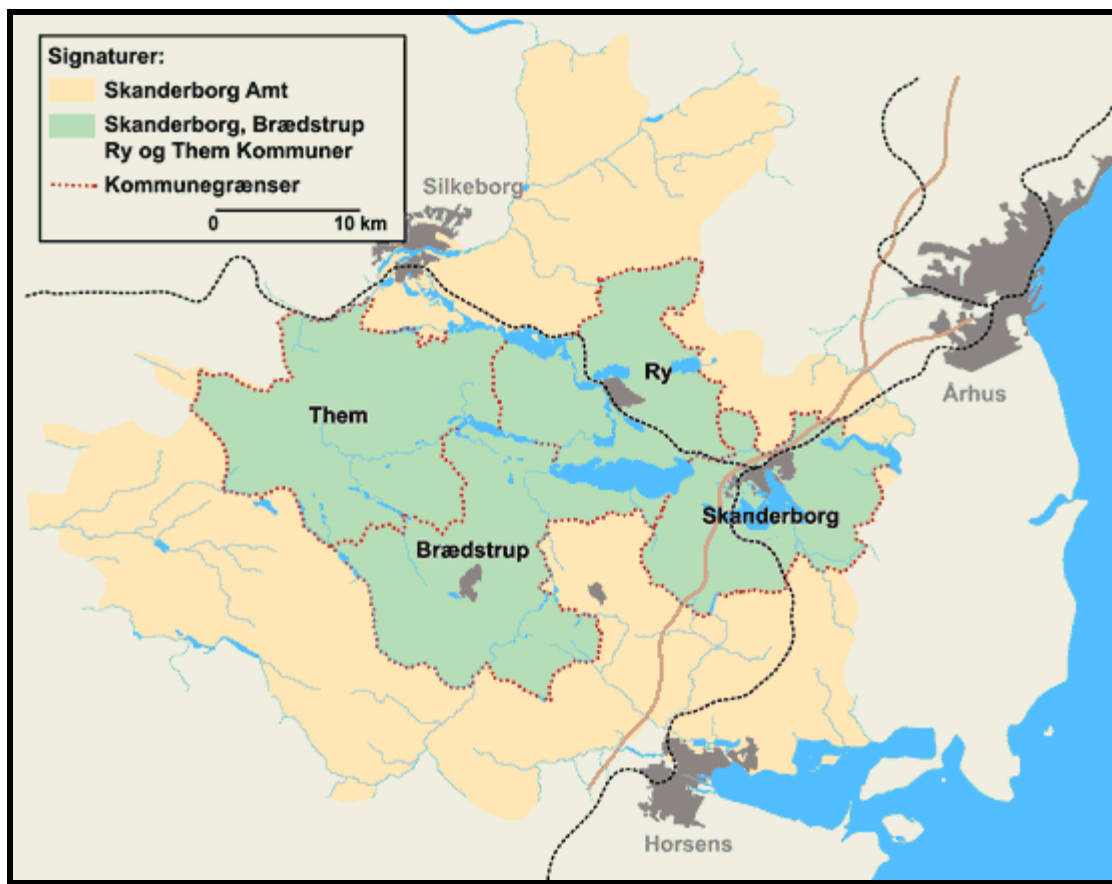 Signaturer:
Skanderborg Amt
Skanderborg, Brædstrup
Ry og Them Kommuner
Kommunegrænser
0 10 km
Silkeborg
Ry
Århus
Them
Skanderborg
Brædstrup
Horsens